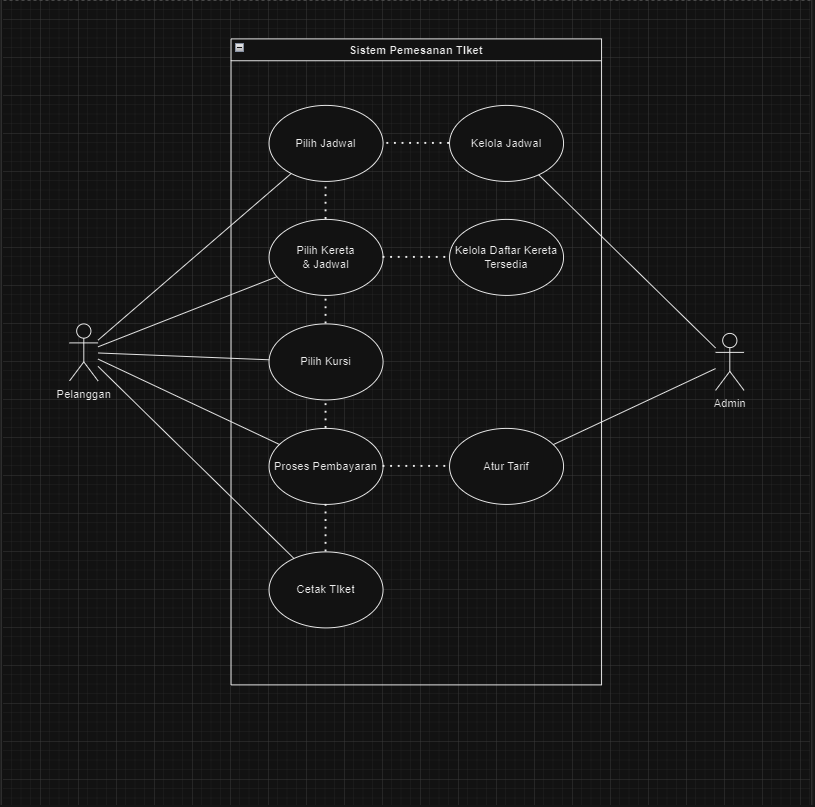 Sistem Pemesanan TIket
Pilih Jadwal
Kelola Jadwal
Pilih Kereta
& Jadwal
Kelola Daftar Kereta
Tersedia
Pilih Kursi
Pelanggan
Admin
Proses Pembayaran
Atur Tarif
Cetak TIket